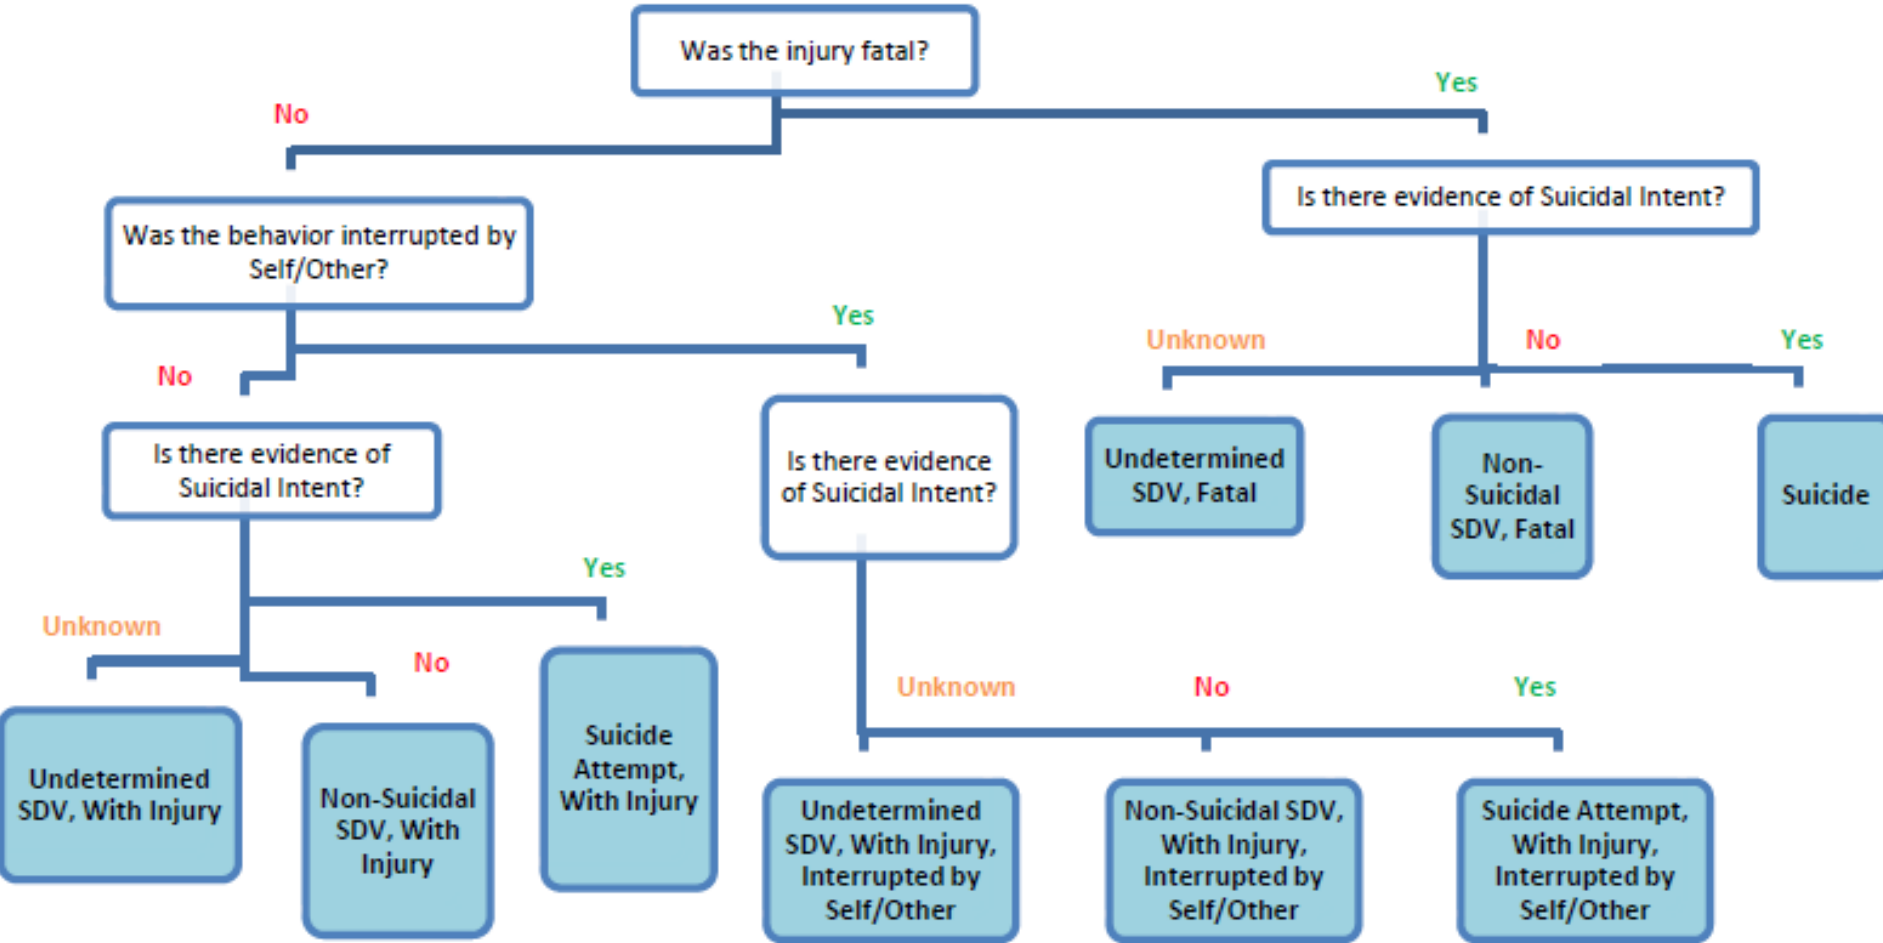 Was the injury fatal?
No
Yes
Was the behavior interrupted by
Self/Other?
Is there evidence of Suicidal Intent?
No
Yes
Unknown
No
Yes
Is there evidence of
Suicidal Intent?
Is there evidence
of Suicidal Intent?
Undetermined
SDV, Fatal
Non-
Suicidal
SDV, Fatal
Suicide
Unknown
No
Yes
Unknown
No
Yes
Undetermined
SDV, With Injury
Non-Suicidal
SDV, With
Injury
Suicide
Attempt,
With Injury
Undetermined
SDV, With Injury,
Interrupted by
Self/Other
Non-Suicidal SDV,
With Injury,
Interrupted by
Self/Other
Suicide Attempt,
With Injury,
Interrupted by
Self/Other